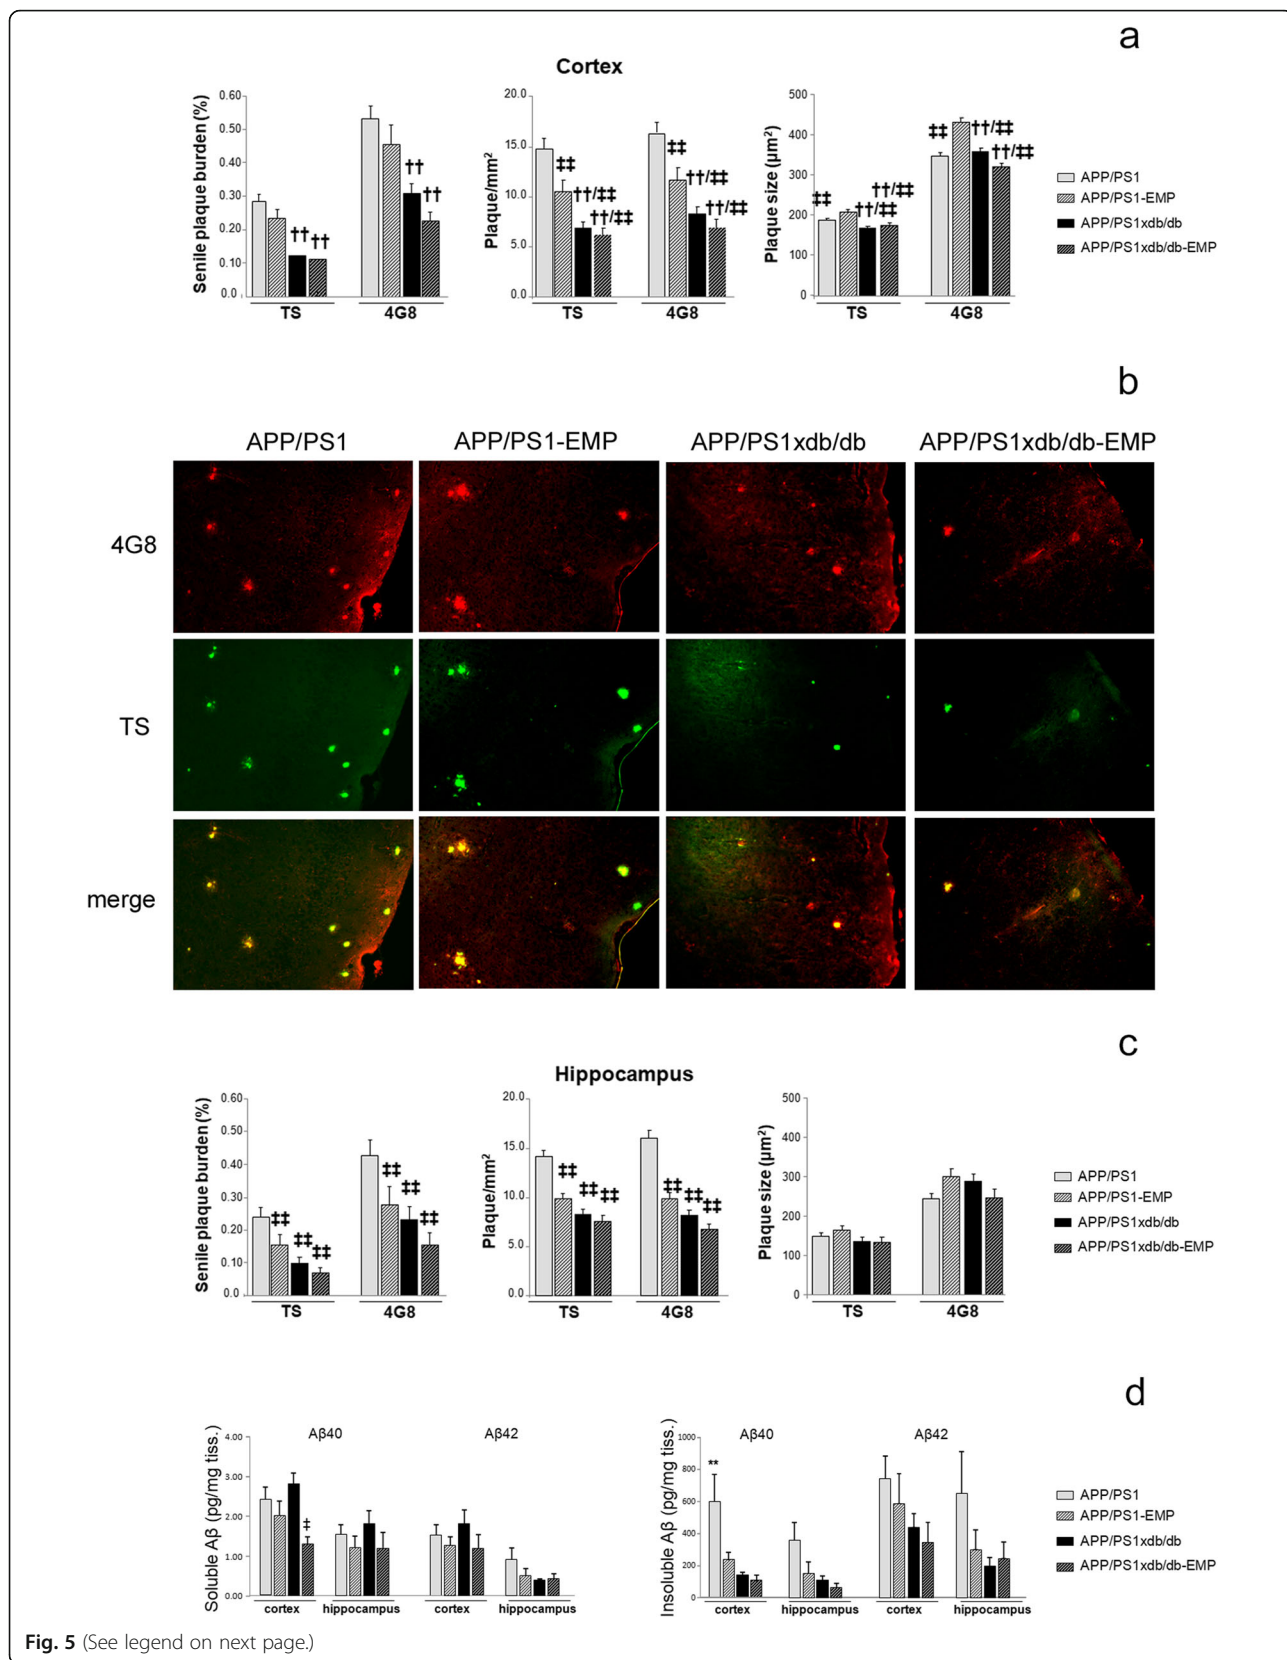 a
Cortex
Senile plaque burden (%)
0.60
0.50
0.40
0.30
0.20
0.10
0.0
††
††
††
††
TS
4G8
Plaque/mm²
20.0
15.0
10.0
5.0
0.0
‡‡
††/‡‡
††/‡‡
‡‡
††/‡‡
††/‡‡
TS
4G8
Plaque size (µm²)
500
400
300
200
100
0
‡‡
††/‡‡
††/‡‡
‡‡
††/‡‡
††/‡‡
TS
4G8
APP/PS1
APP/PS1-EMP
APP/PS1xdb/db
APP/PS1xdb/db-EMP
b
APP/PS1
APP/PS1-EMP
APP/PS1xdb/db
APP/PS1xdb/db-EMP
4G8
TS
merge
c
Hippocampus
Senile plaque burden (%)
0.60
0.50
0.40
0.30
0.20
0.10
0.0
‡‡
‡‡
‡‡
‡‡
‡‡
‡‡
TS
4G8
Plaque/mm²
20.0
15.0
10.0
5.0
0.0
‡‡
‡‡
‡‡
‡‡
‡‡
‡‡
TS
4G8
Plaque size (µm²)
500
400
300
200
100
0
TS
4G8
APP/PS1
APP/PS1-EMP
APP/PS1xdb/db
APP/PS1xdb/db-EMP
d
Soluble Aβ (pg/mg tiss.)
4.00
3.00
2.00
1.00
0.00
Aβ40
Aβ42
‡
cortex
hippocampus
cortex
hippocampus
Insoluble Aβ (pg/mg tiss.)
1000
800
600
400
200
0
Aβ40
Aβ42
**
cortex
hippocampus
cortex
hippocampus
APP/PS1
APP/PS1-EMP
APP/PS1xdb/db
APP/PS1xdb/db-EMP
Fig. 5 (See legend on next page.)